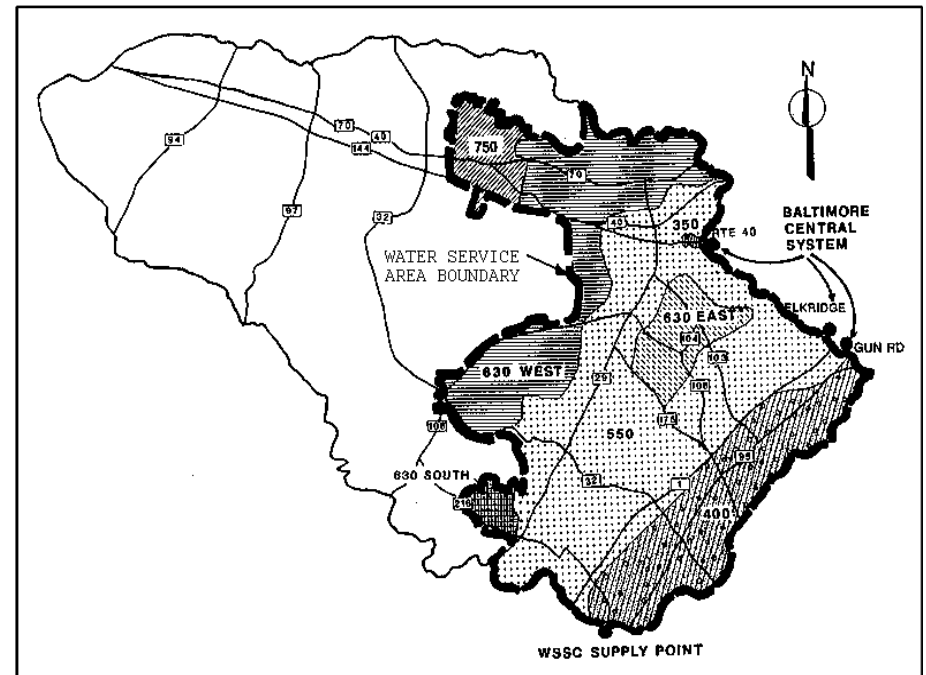 N
94
70
40
144
97
32
750
70
40
350
RTE 40
BALTIMORE
CENTRAL
SYSTEM
WATER SERVICE
AREA BOUNDARY
ELKRIDGE
630 EAST
GUN RD
104
103
630 WEST
29
108
108
175
550
95
630 SOUTH
216
32
1
400
WSSC SUPPLY POINT